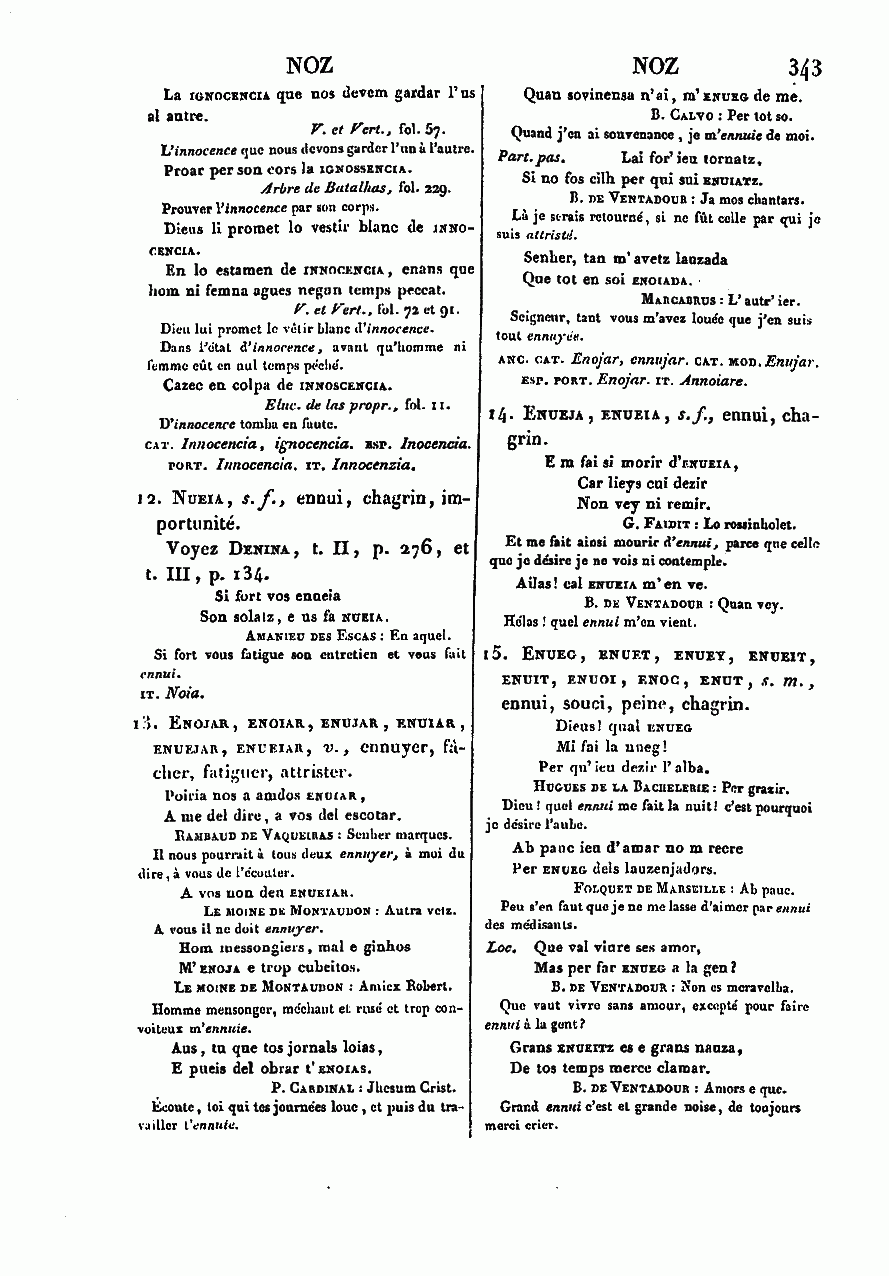 NOZ
La IGNOCENCIA que nos devem gardar l'us
al autre.
V. et Vert., fol. 57.
L'innocence que nous devons garder l'un à l'autre.
Proar per son cors la IGNOSSENCIA.
Arbre de Batalhas, fol. 229.
Prouver l'innocence par son corps.
Dieus li promet lo vestir blanc de INNO-
CENCIA.
En lo estamen de INNOCENCIA, enans que
hom ni femna agues negun temps peccat.
V. et Vert., fol. 72 et 91.
Dieu lui promet le vêtir blanc d'innocence.
Dans l'état d'innocence, avant qu'homme ni
femme eût en nul temps péché.
Cazec en colpa de INNOSCENCIA.
Eluc. de las propr., fol. 11.
D'innocence tomba en faute.
CAT. Innocencia, ignocencia. ESP. Inocencia.
PORT. Innocencia. IT. Innocenzia.
12. NUEIA, s. f., ennui, chagrin, im-
portunité.
Voyez DENINA, t. II, p. 276, et
t. III, p. 134.
Si fort vos enueia
Son solatz, e us fa NUEIA.
AMANIEU DES ESCAS : En aquel.
Si fort vous fatigue son entretien et vous fait
ennui.
IT. Noia.
13. ENOJAR, ENOIAR, ENUJAR, ENUIAR,
ENUEJAR, ENUEIAR, v., ennuyer, fâ-
cher, fatiguer, attrister.
Poiria nos a amdos ENUIAR,
A me del dire, a vos del escotar.
RAMBAUD DE VAQUEIRAS : Senher marques.
Il nous pourrait à tous deux ennuyer, à moi du
dire, à vous de l'écouter.
A vos non deu ENUEIAR.
LE MOINE DE MONTAUDON : Autra vetz.
A vous il ne doit ennuyer.
Hom messongiers, mal e ginhos
M'ENOJA e trop cubeitos.
LE MOINE DE MONTAUDON : Amicx Robert.
Homme mensonger, méchant et rusé et trop con-
voiteux m'ennuie.
Aus, tu que tos jornals loias,
E pueis del obrar t'ENOIAS.
P. CARDINAL : Jhesum Crist.
Écoute, toi qui tes journées loue, et puis du tra-
vailler t'ennuie.
NOZ 343
Quan sovinensa n'ai, m'ENUEG de me.
B. CALVO : Per tot so.
Quand j'en ai souvenance, je m'ennuie de moi.
Part. pas. Lai for' ieu tornatz,
Si no fos cilh per qui sui ENUIATZ.
B. DE VENTADOUR : Ja mos chantars.
Là je serais retourné, si ne fût celle par qui je
suis attristé.
Senher, tan m'avetz lauzada
Que tot en soi ENOIADA.
MARCABRUS : L'autr'ier.
Seigneur, tant vous m'avez louée que j'en suis
tout ennuyée.
ANC. CAT. Enojar, ennujar. CAT. MOD. Enujar.
ESP. PORT. Enojar. IT. Annoiare.
14. ENUEJA, ENUEIA, s. f., ennui, cha-
grin.
E m fai si morir d'ENUEIA,
Car lieys cui dezir
Non vey ni remir.
G. FAIDIT : Lo rossinholet.
Et me fait ainsi mourir d'ennui, parce que celle
que je désire je ne vois ni contemple.
Ailas! cal ENUEIA m'en ve.
B. DE VENTADOUR : Quan vey.
Hélas ! quel ennui m'en vient.
15. ENUEG, ENUET, ENUEY, ENUEIT,
ENUIT, ENUOI, ENOC, ENUT, s. m.,
ennui, souci, peine, chagrin.
Dieus! qual ENUEG
Mi fai la nueg!
Per qu'ieu dezir l'alba.
HUGUES DE LA BACHELERIE : Per grazir.
Dieu! quel ennui me fait la nuit! c'est pourquoi
je désire l'aube.
Ab pauc ieu d'amar no m recre
Per ENUEG dels lauzenjadors.
FOLQUET DE MARSEILLE : Ab pauc.
Peu s'en faut que je ne me lasse d'aimer par ennui
des médisants.
Loc. Que val viure ses amor,
Mas per far ENUEG a la gen?
B. DE VENTADOUR : Non es meravelha.
Que vaut vivre sans amour, excepté pour faire
ennui à la gent?
Grans ENUEITZ es e grans nauza,
De tos temps merce clamar.
B. DE VENTADOUR : Amors e que.
Grand ennui c'est et grande noise, de toujours
merci crier.